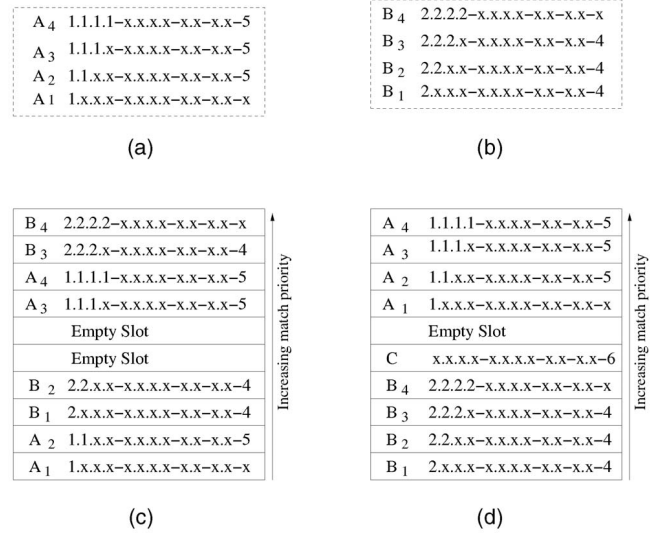 A 4 1.1.1.1−x.x.x.x−x.x−x.x−5
A 3 1.1.1.x−x.x.x.x−x.x−x.x−5
A 2 1.1.x.x−x.x.x.x−x.x−x.x−5
A 1 1.x.x.x−x.x.x.x−x.x−x.x−x
(a)
B 4 2.2.2.2−x.x.x.x−x.x−x.x−x
B 3 2.2.2.x−x.x.x.x−x.x−x.x−4
B 2 2.2.x.x−x.x.x.x−x.x−x.x−4
B 1 2.x.x.x−x.x.x.x−x.x−x.x−4
(b)
B 4 2.2.2.2−x.x.x.x−x.x−x.x−x
B 3 2.2.2.x−x.x.x.x−x.x−x.x−4
A 4 1.1.1.1−x.x.x.x−x.x−x.x−5
A 3 1.1.1.x−x.x.x.x−x.x−x.x−5
Empty Slot
Empty Slot
B 2 2.2.x.x−x.x.x.x−x.x−x.x−4
B 1 2.x.x.x−x.x.x.x−x.x−x.x−4
A 2 1.1.x.x−x.x.x.x−x.x−x.x−5
A 1 1.x.x.x−x.x.x.x−x.x−x.x−x
Increasing match priority
(c)
A 4 1.1.1.1−x.x.x.x−x.x−x.x−5
A 3 1.1.1.x−x.x.x.x−x.x−x.x−5
A 2 1.1.x.x−x.x.x.x−x.x−x.x−5
A 1 1.x.x.x−x.x.x.x−x.x−x.x−x
Empty Slot
C x.x.x.x−x.x.x.x−x.x−x.x−6
B 4 2.2.2.2−x.x.x.x−x.x−x.x−x
B 3 2.2.2.x−x.x.x.x−x.x−x.x−4
B 2 2.2.x.x−x.x.x.x−x.x−x.x−4
B 1 2.x.x.x−x.x.x.x−x.x−x.x−4
Increasing match priority
(d)